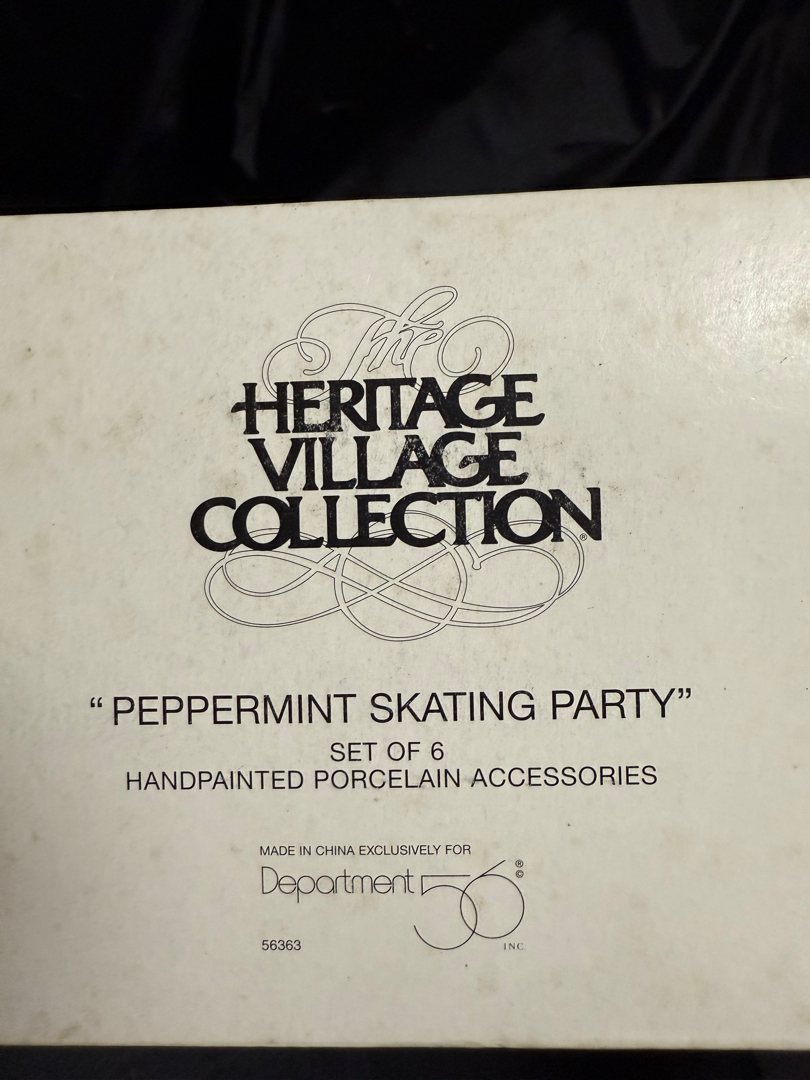 The
HERITAGE
VILLAGE
COLLECTION®
“PEPPERMINT SKATING PARTY”
SET OF 6
HANDPAINTED PORCELAIN ACCESSORIES
MADE IN CHINA EXCLUSIVELY FOR
Department 56 ® ©
56363 INC.